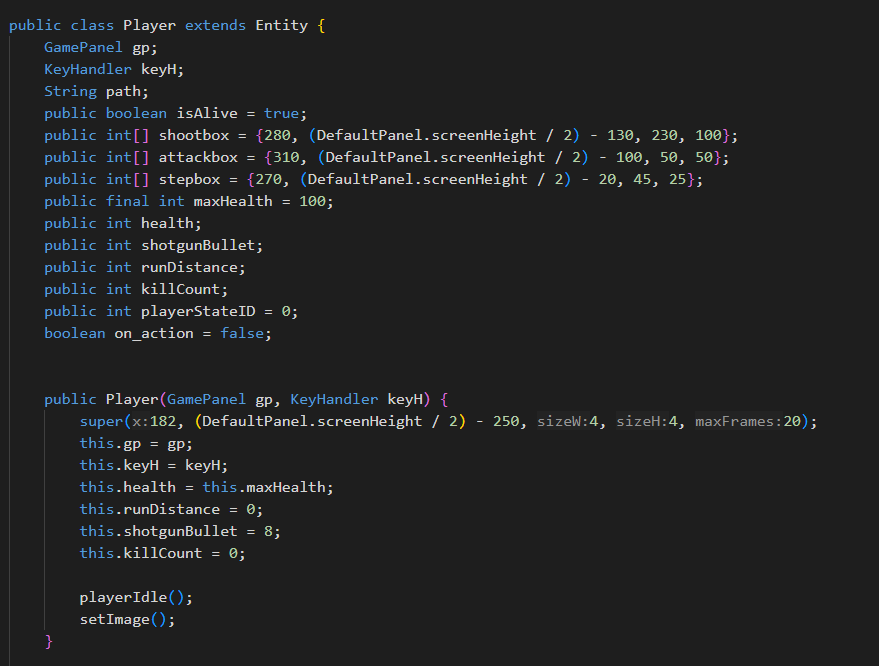 public class Player extends Entity {
GamePanel gp;
KeyHandler keyH;
String path;
public boolean isAlive = true;
public int[] shootbox = {280, (DefaultPanel.screenHeight / 2) - 130, 230, 100};
public int[] attackbox = {310, (DefaultPanel.screenHeight / 2) - 100, 50, 50};
public int[] stepbox = {270, (DefaultPanel.screenHeight / 2) - 20, 45, 25};
public final int maxHealth = 100;
public int health;
public int shotgunBullet;
public int runDistance;
public int killCount;
public int playerStateID = 0;
boolean on_action = false;
public Player(GamePanel gp, KeyHandler keyH) {
super(x:182, (DefaultPanel.screenHeight / 2) - 250, sizeW:4, sizeH:4, maxFrames:20);
this.gp = gp;
this.keyH = keyH;
this.health = this.maxHealth;
this.runDistance = 0;
this.shotgunBullet = 8;
this.killCount = 0;
playerIdle();
setImage();
}